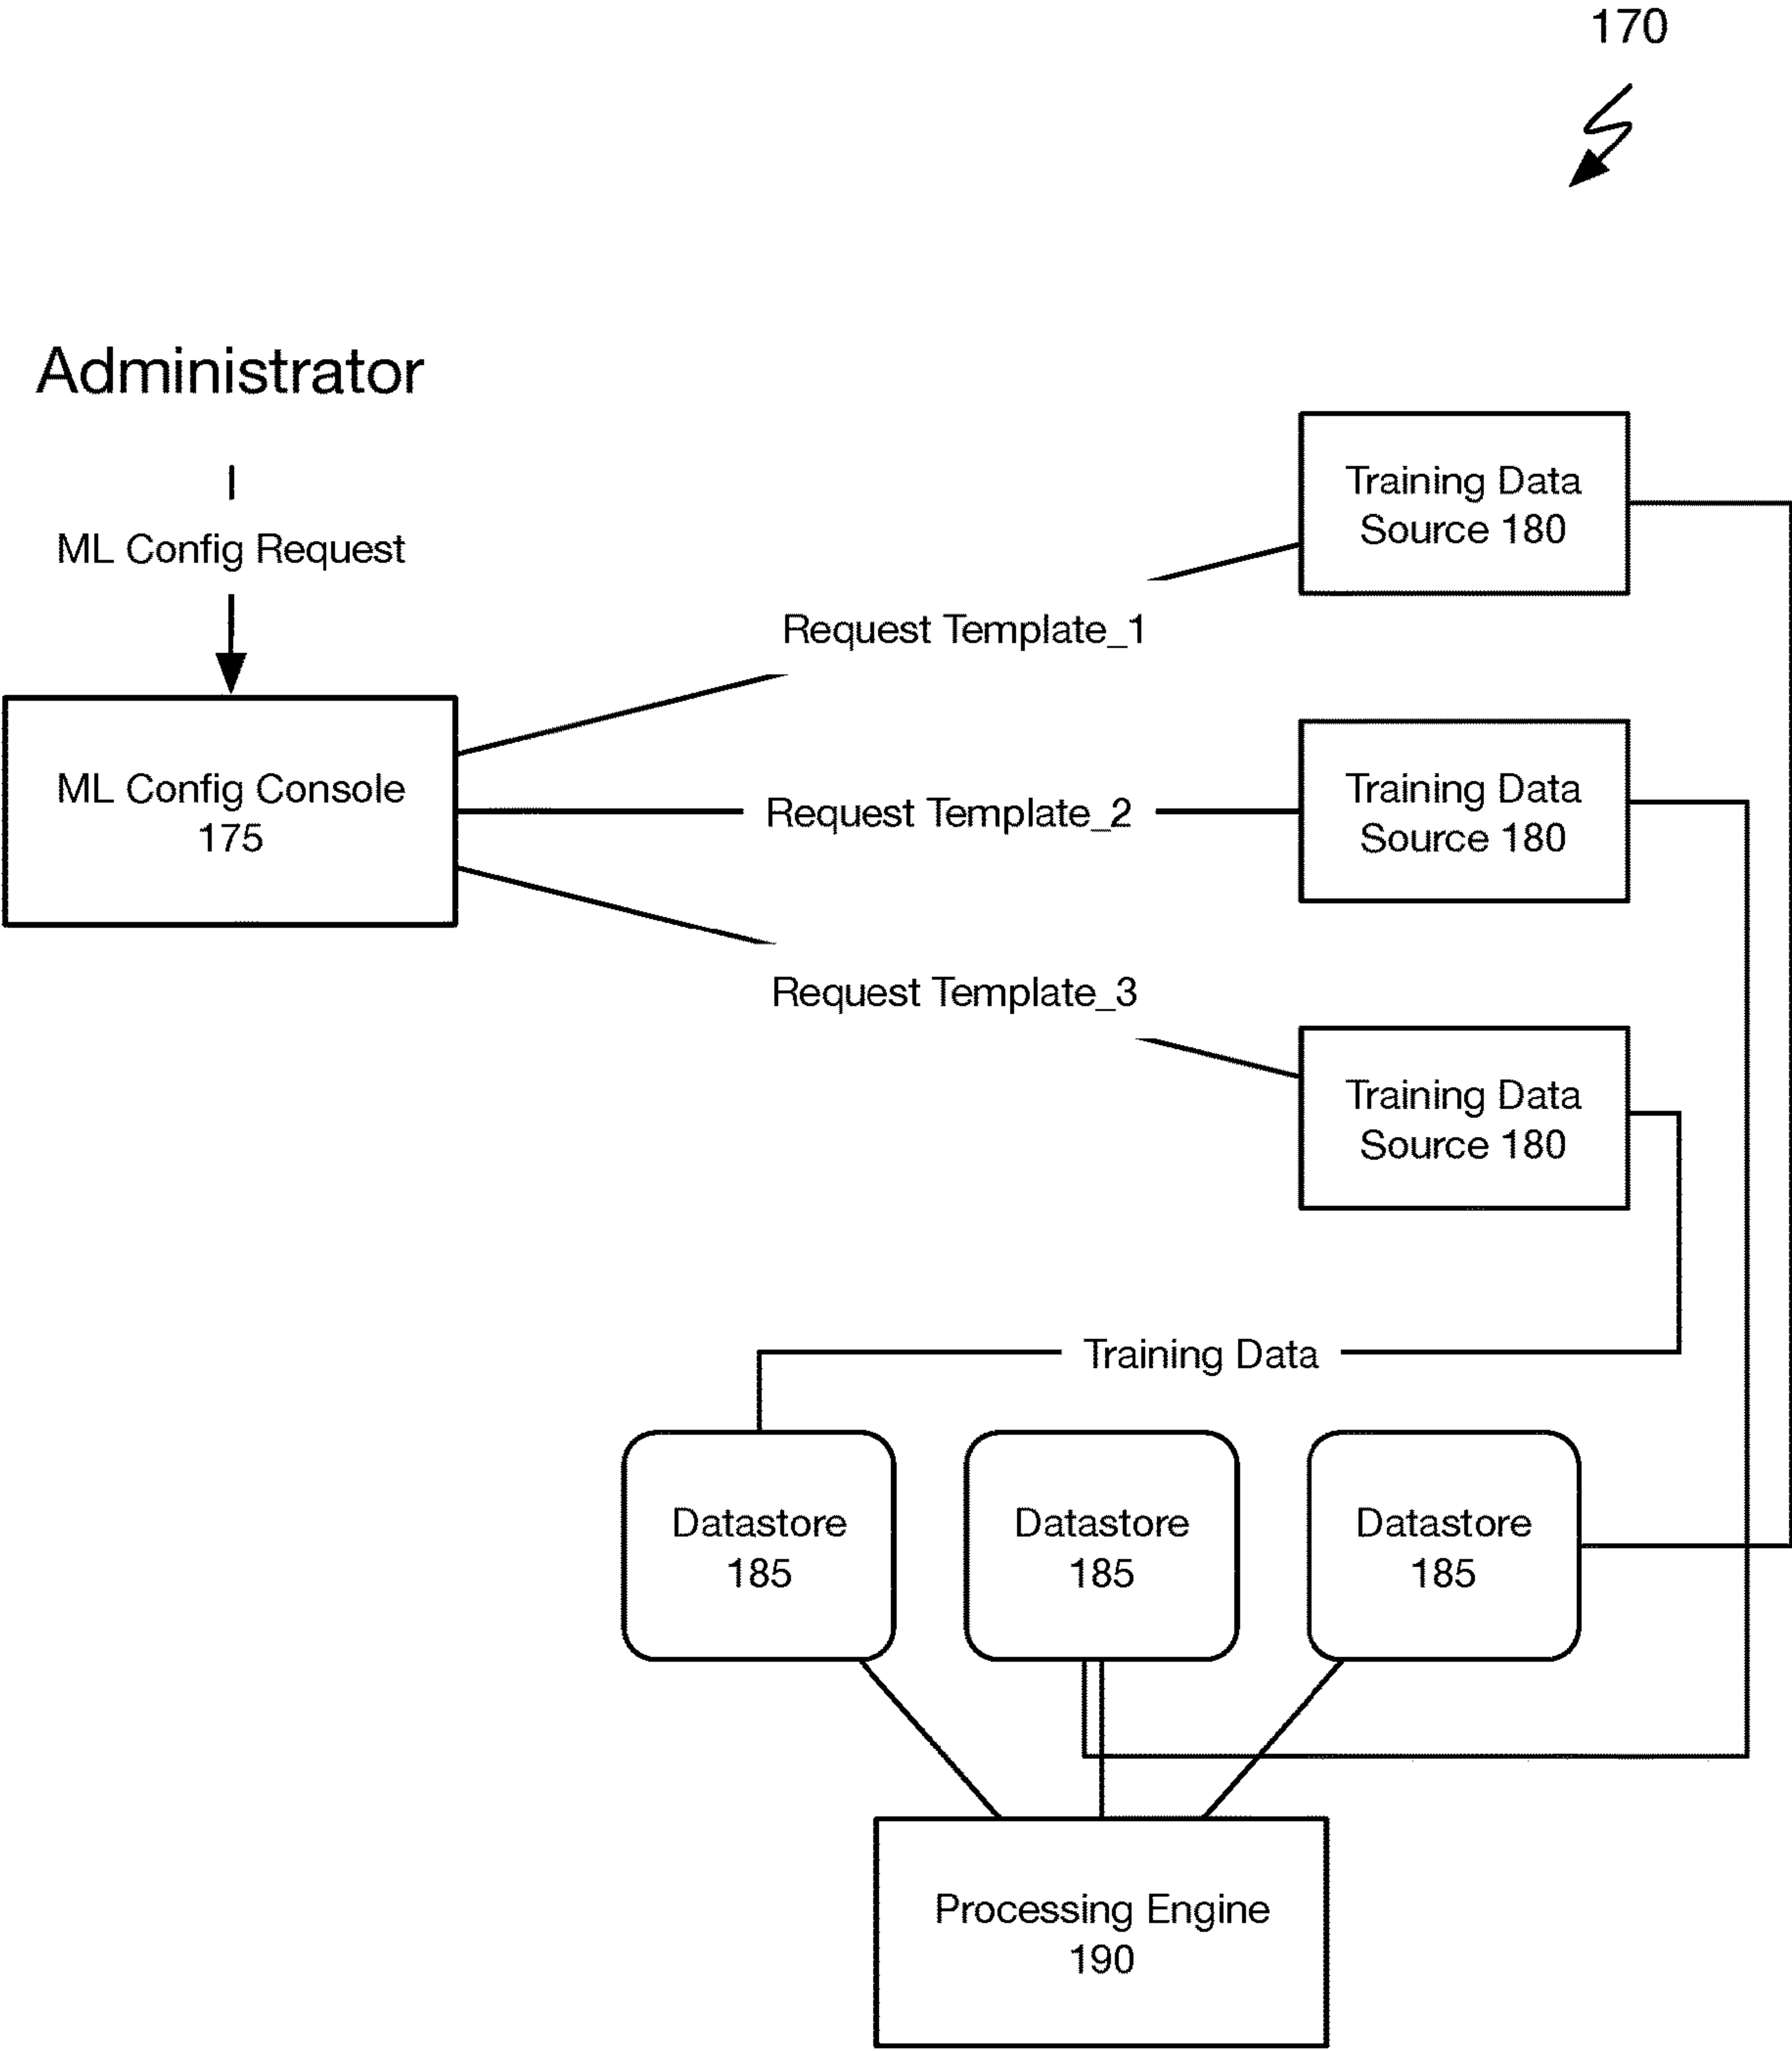 170
Administrator
ML Config Request
Training Data
Source 180
Request Template_1
ML Config Console
175
Request Template_2
Training Data
Source 180
Request Template_3
Training Data
Source 180
Training Data
Datastore
185
Datastore
185
Datastore
185
Processing Engine
190